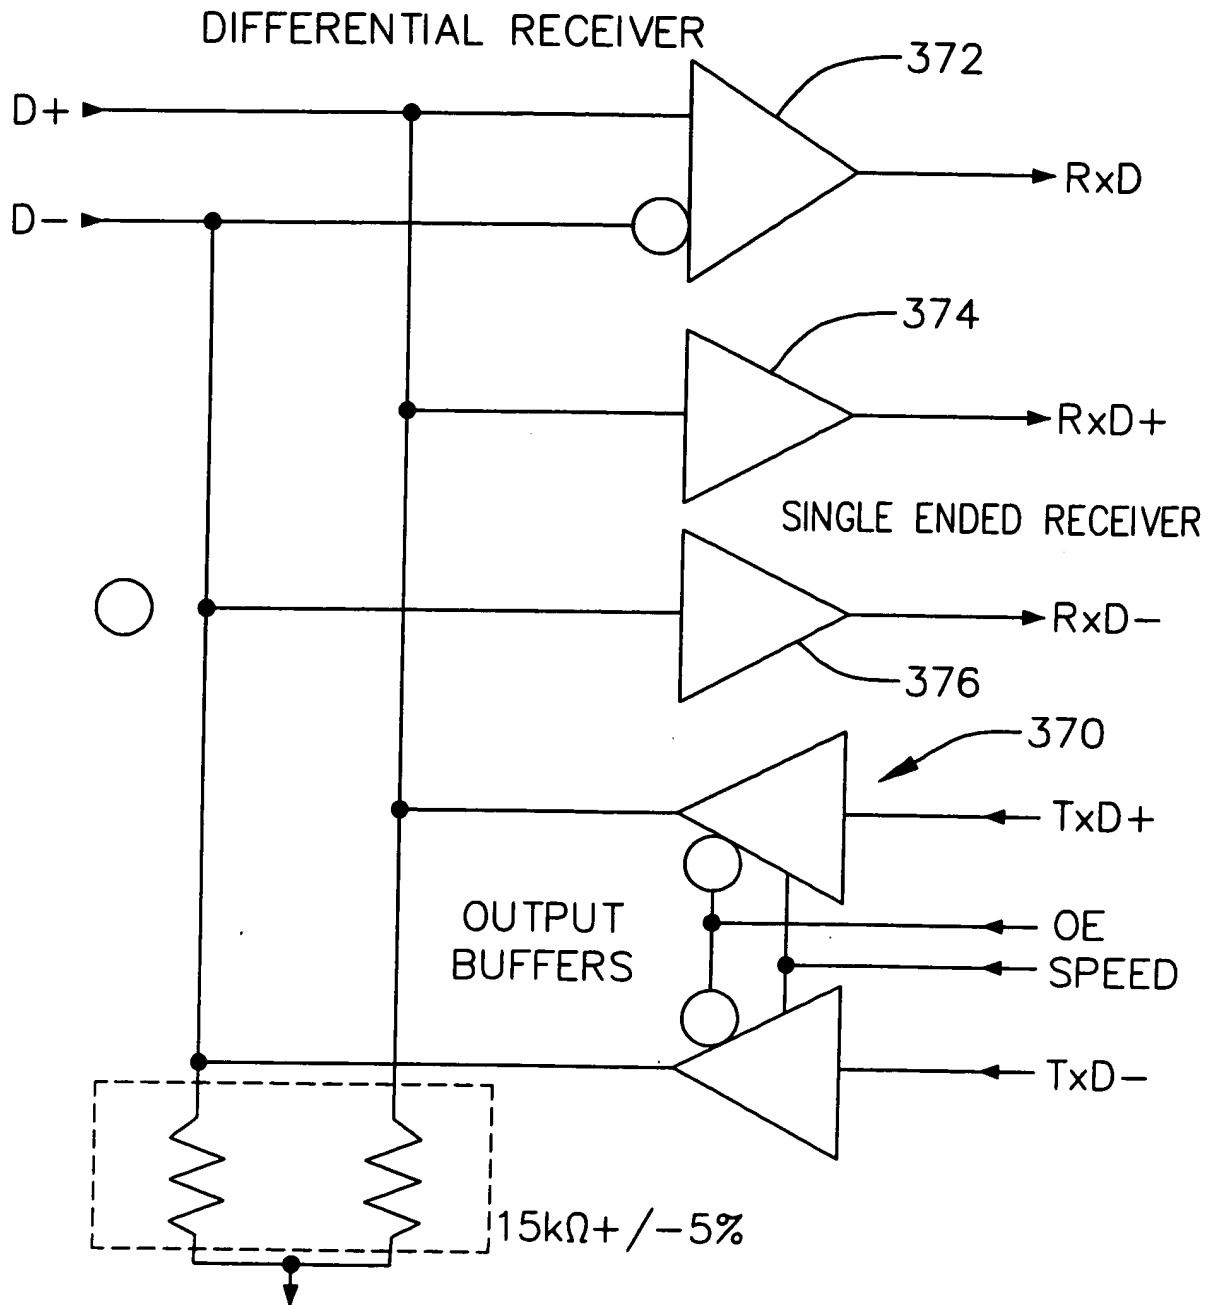 DIFFERENTIAL RECEIVER
372
D+
RxD
D-
374
RxD+
SINGLE ENDED RECEIVER
RxD-
376
370
TxD+
OUTPUT
BUFFERS
OE
SPEED
TxD-
15kΩ+/-5%